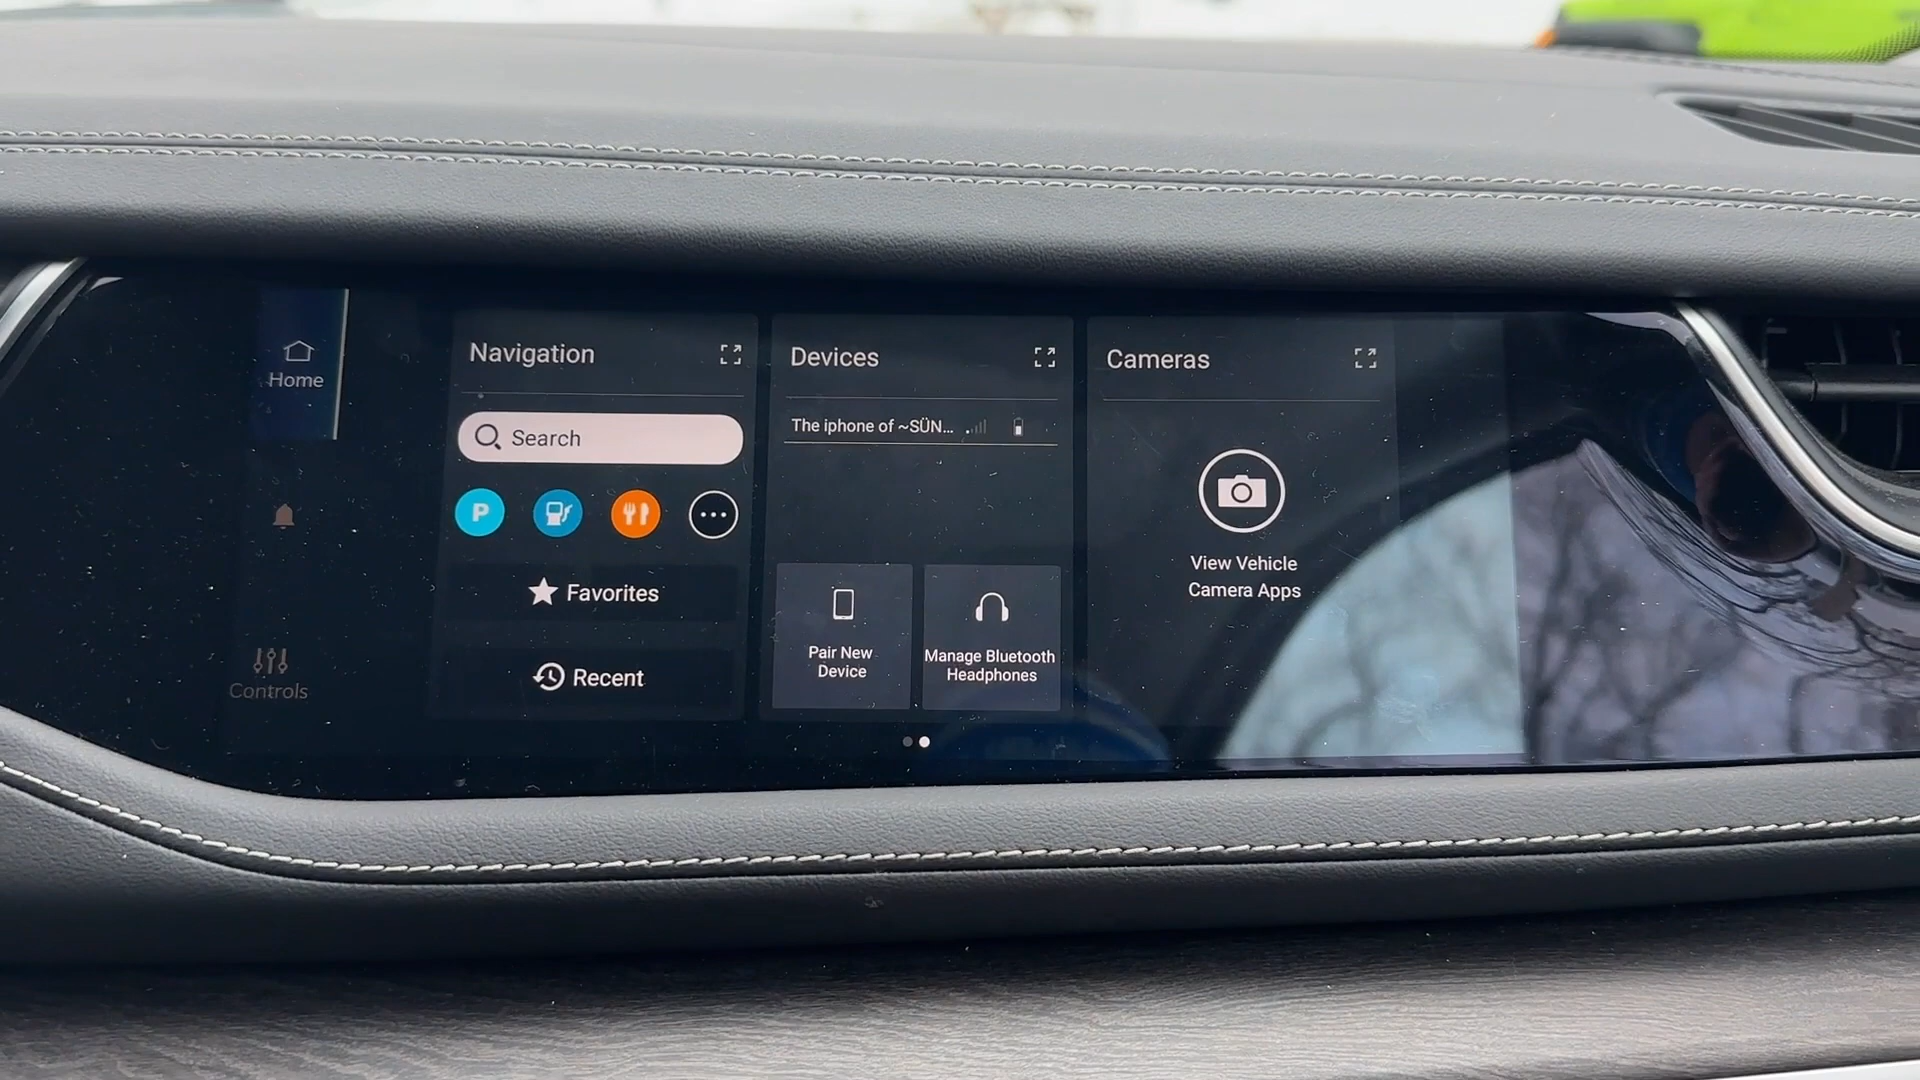 Home
Controls
Navigation
Search
P
Favorites
Recent
Devices
The iphone of ~SÜN...
Pair New
Device
Manage Bluetooth
Headphones
Cameras
View Vehicle
Camera Apps